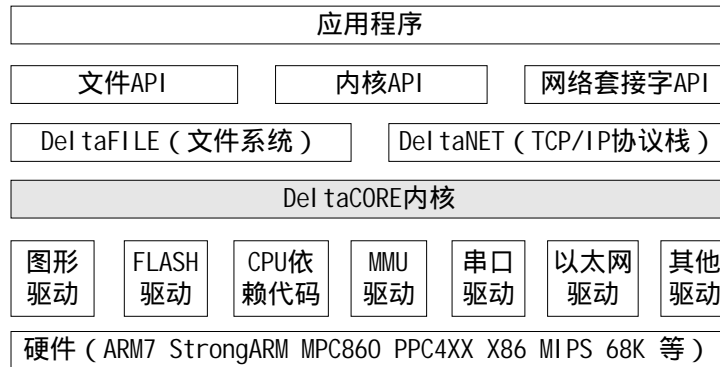 应用程序
文件API 内核API 网络套接字API
DeltaFILE（文件系统） DeltaNET（TCP/IP协议栈）
DeltaCORE内核
图形 FLASH CPU依 MMU 串口 以太网 其他
驱动 驱动 赖代码 驱动 驱动 驱动 驱动
硬件（ARM7 StrongARM MPC860 PPC4XX X86 MIPS 68K 等）